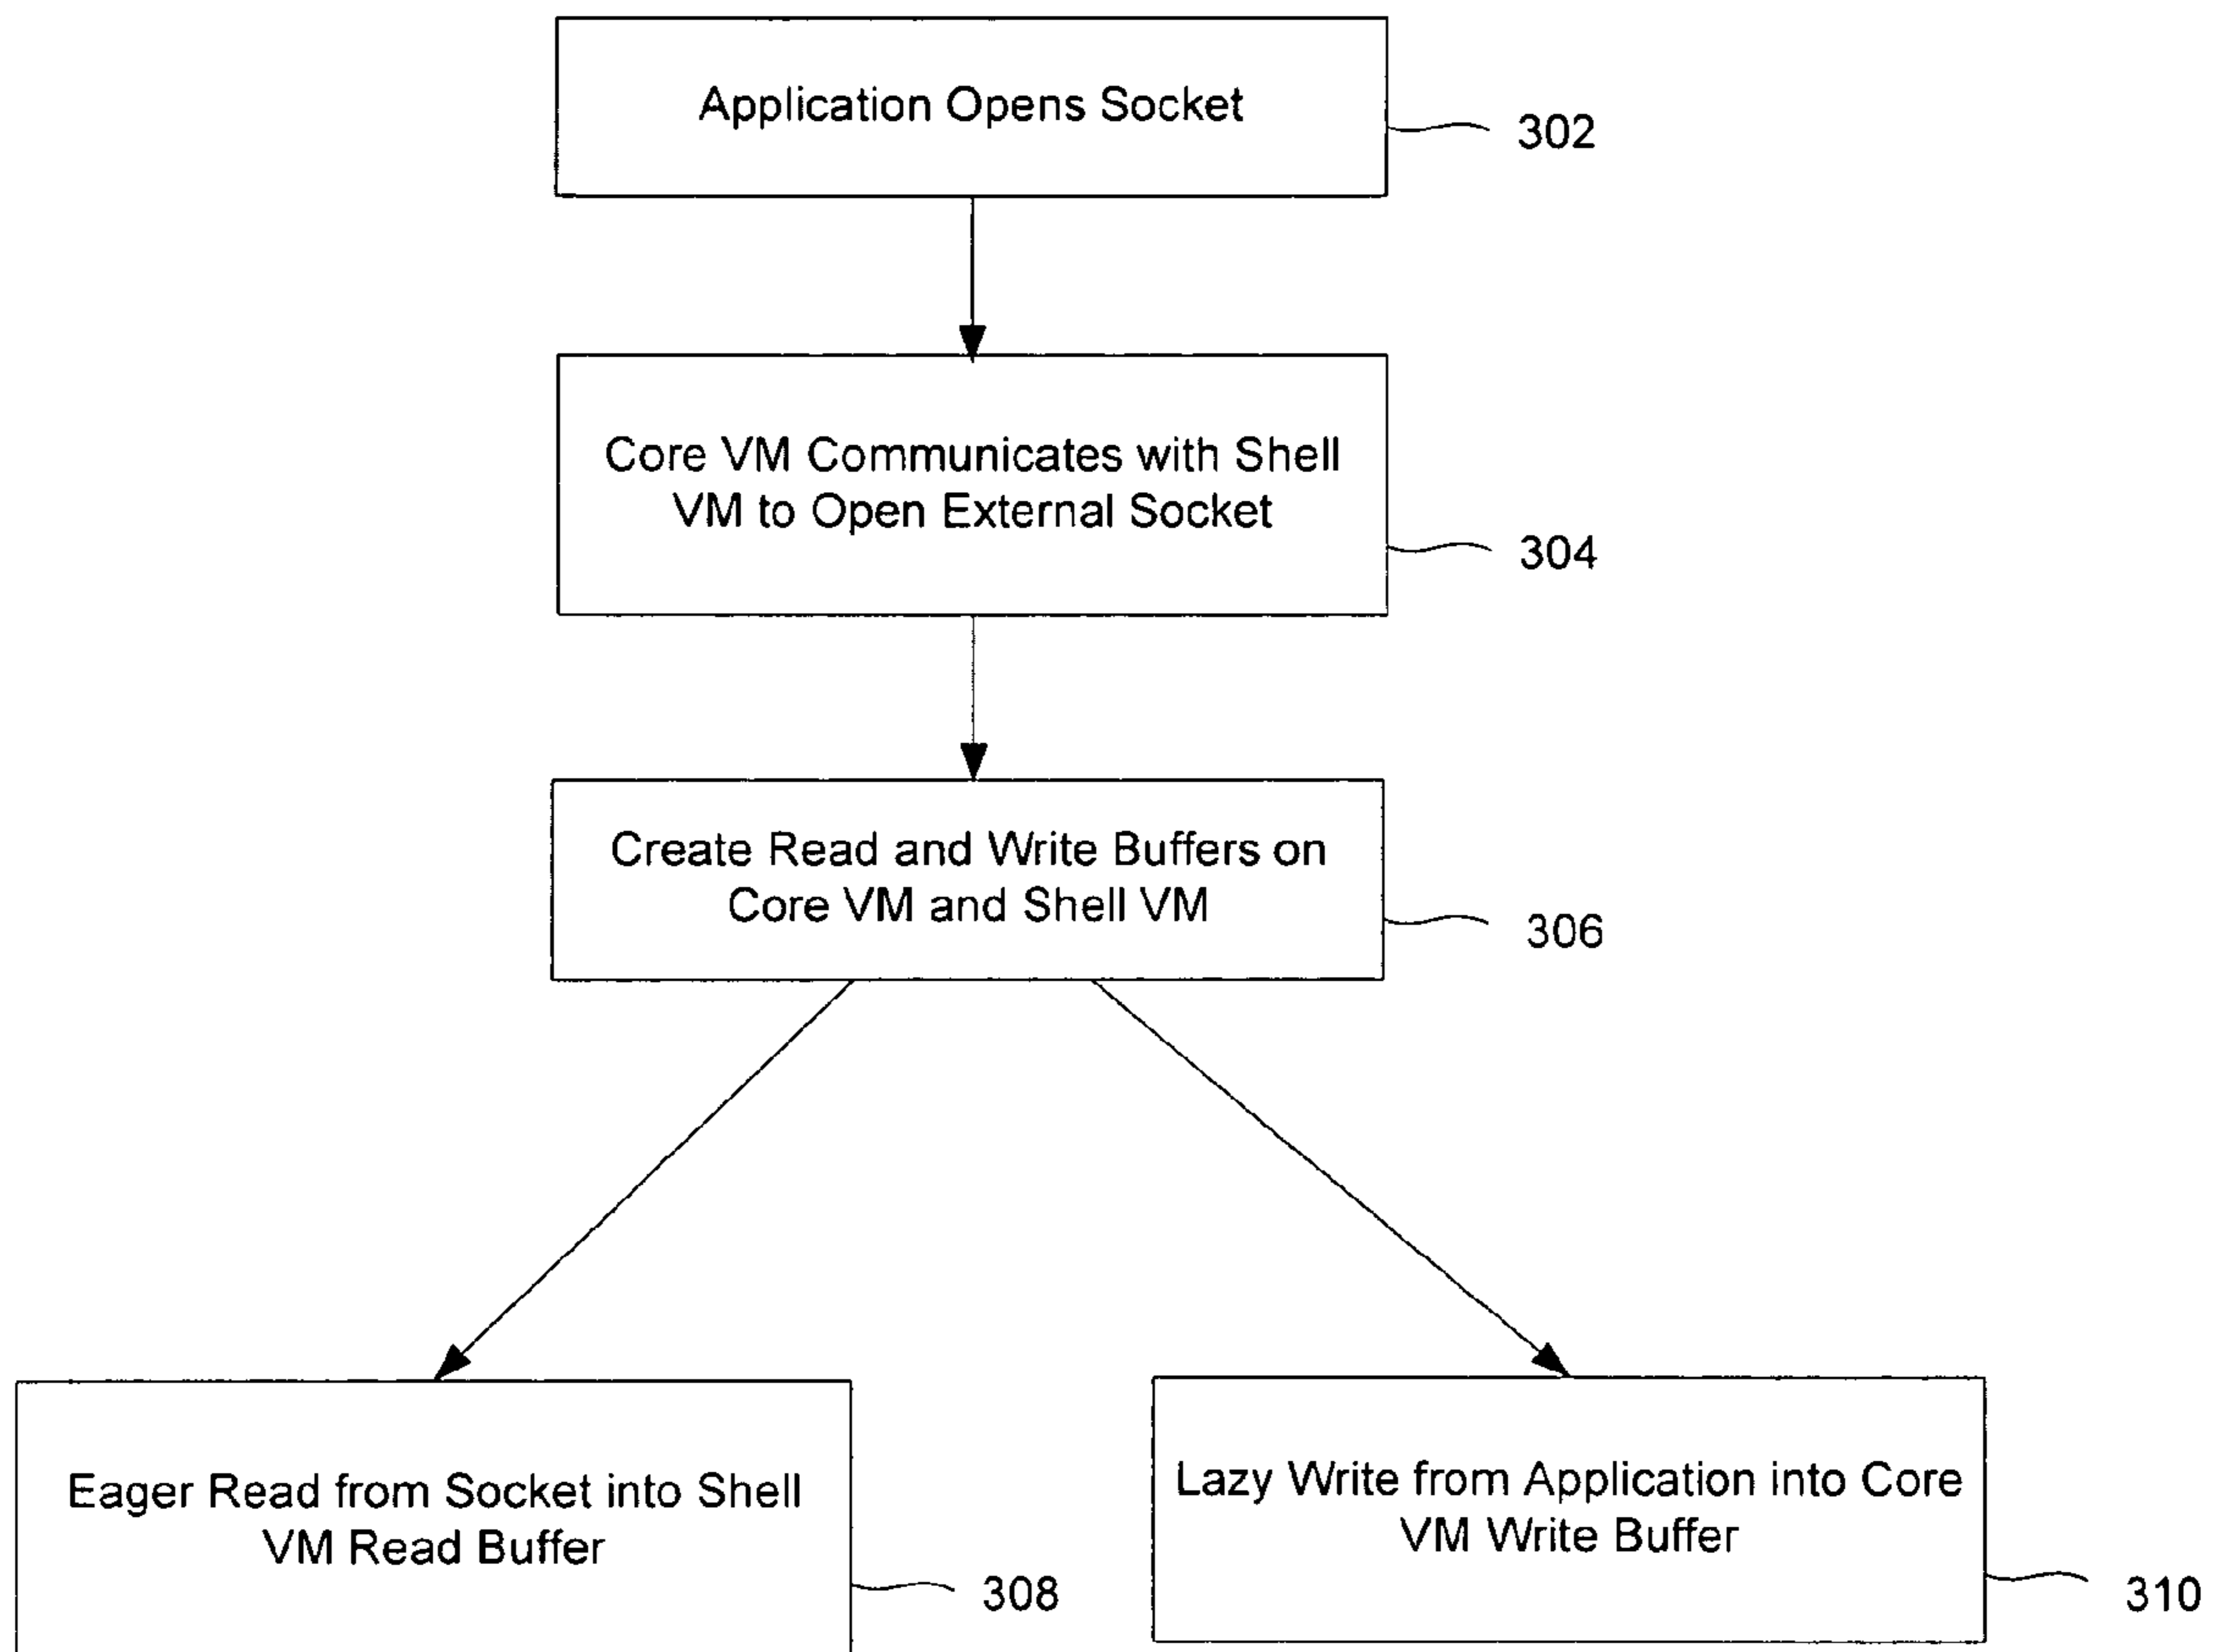 Application Opens Socket
302
Core VM Communicates with Shell
VM to Open External Socket
304
Create Read and Write Buffers on
Core VM and Shell VM
306
Eager Read from Socket into Shell
VM Read Buffer
308
Lazy Write from Application into Core
VM Write Buffer
310